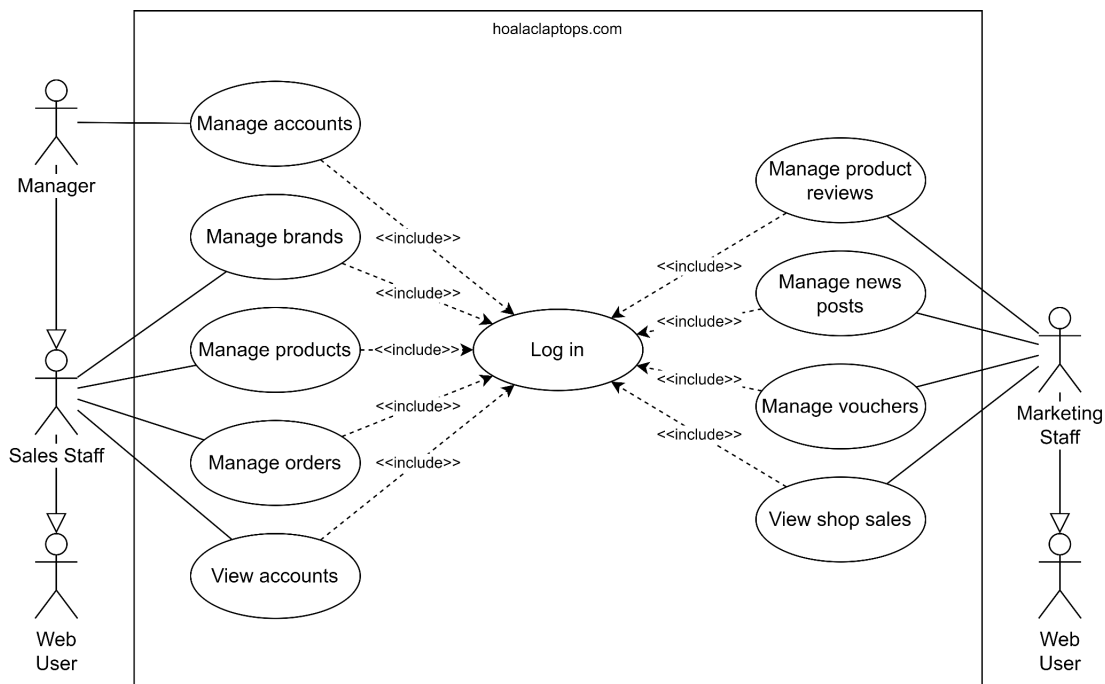 hoalaclaptops.com
Manager
Manage accounts
Manage brands
Manage products
Manage orders
View accounts
Sales Staff
Web
User
<<include>>
<<include>>
<<include>>
<<include>>
<<include>>
Log in
<<include>>
<<include>>
<<include>>
<<include>>
Manage product
reviews
Manage news
posts
Manage vouchers
View shop sales
Marketing
Staff
Web
User